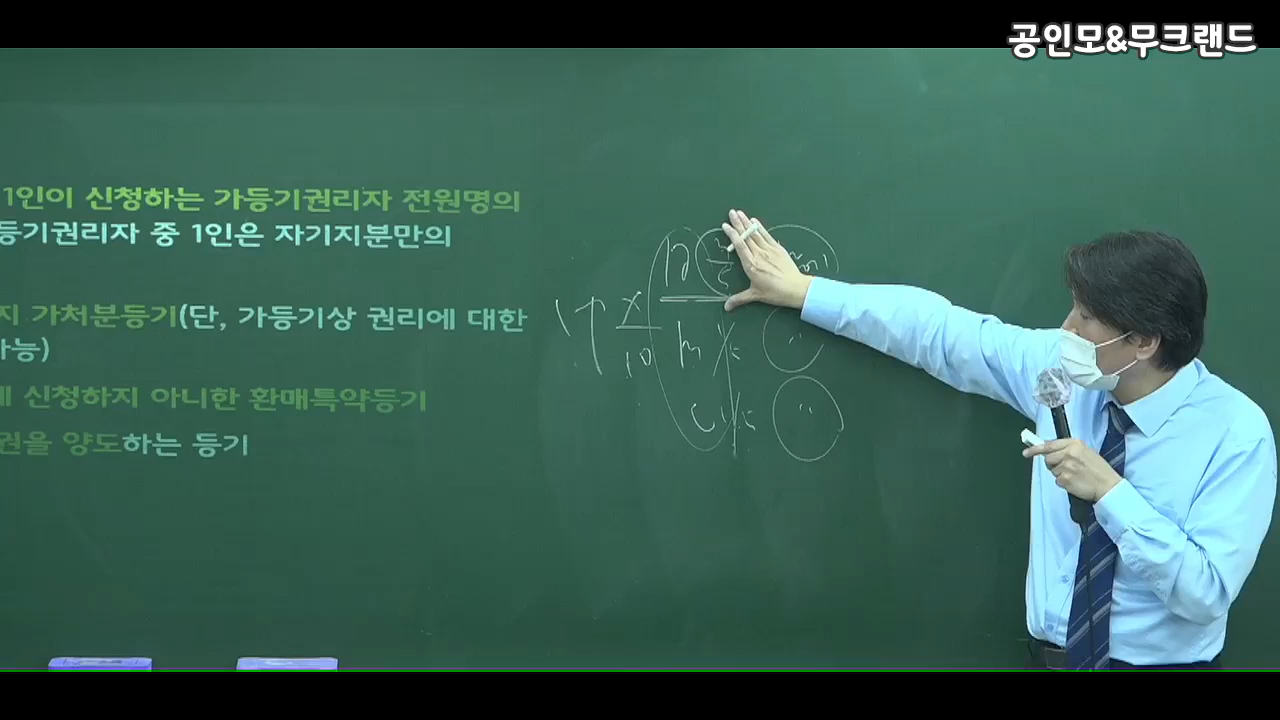 공인모&무크랜드
1인이 신청하는 가등기권리자 전원명의
등기권리자 중 1인은 자기지분만의
지 가처분등기(단, 가등기상 권리에 대한
가능)
에 신청하지 아니한 환매특약등기
권을 양도하는 등기